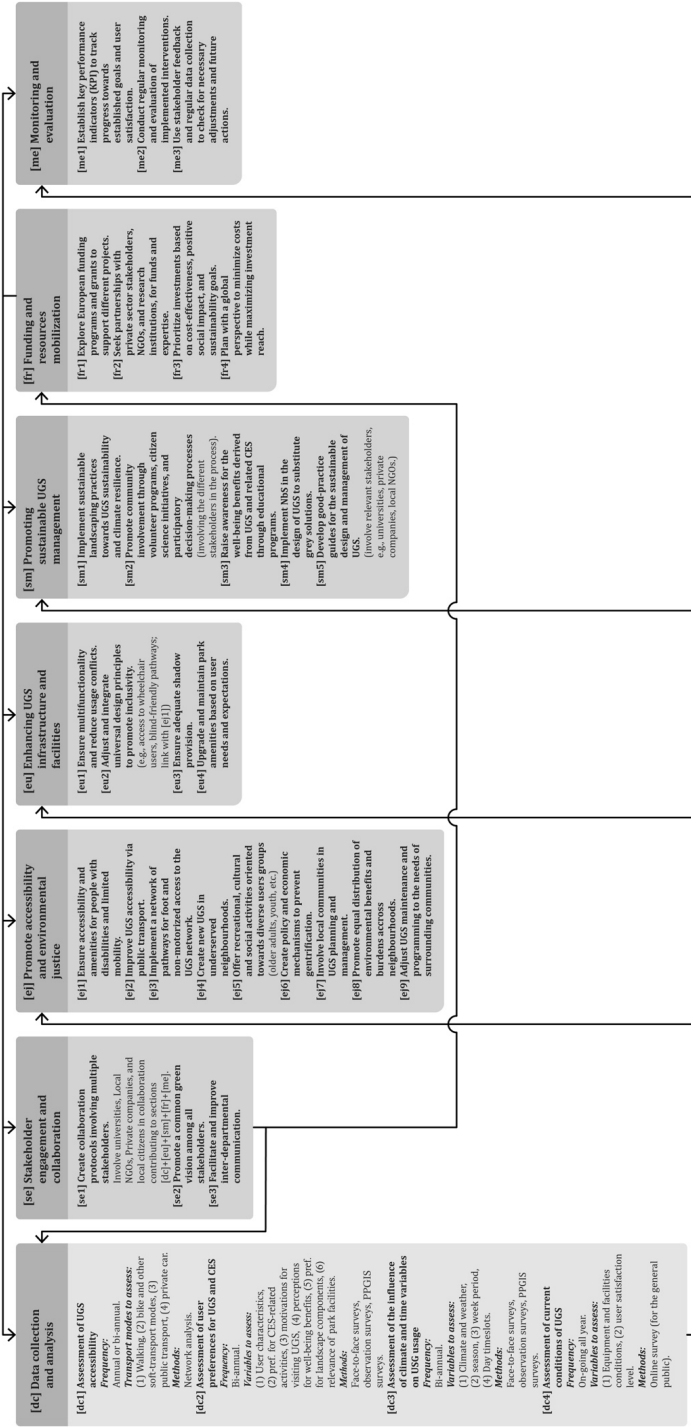 [dc] Data collection
and analysis
[dc1] Assessment of UGS
accessibility
Frequency:
Annual or bi-annual.
Transport modes to assess:
(1) Walking, (2) bike and other
soft-transport modes, (3)
public transport, (4) private car.
Methods:
Network analysis.
[dc2] Assessment of user
preferences for UGS and CES
Frequency:
Bi-annual.
Variables to assess:
(1) User characteristics,
(2) pref. for CES-related
activities, (3) motivations for
visiting UGS, (4) perceptions
for well-being benefits, (5) pref.
for landscape components, (6)
relevance of park facilities.
Methods:
Face-to-face surveys,
observation surveys, PPGIS
surveys.
[dc3] Assessment of the influence
of climate and time variables
on USG usage
Frequency:
Bi-annual.
Variables to assess:
(1) Climate and weather,
(2) season, (3) week period,
(4) Day timeslots.
Methods:
Face-to-face surveys,
observation surveys, PPGIS
surveys.
[dc4] Assessment of current
conditions of UGS
Frequency:
On-going all year.
Variables to assess:
(1) Equipment and facilities
conditions, (2) user satisfaction
level.
Methods:
Online survey (for the general
public).
[se] Stakeholder
engagement and
collaboration
[se1] Create collaboration
protocols involving multiple
stakeholders.
Involve universities, Local
NGOs, Private companies, and
local citizens in collaboration
contributing to sections
[dc]+[eu]+[sm]+[fr]+[me].
[se2] Promote a common green
vision among all
stakeholders.
[se3] Facilitate and improve
inter-departmental
communication.
[ej] Promote accessibility
and environmental
justice
[ej1] Ensure accessibility and
amenities for people with
disabilities and limited
mobility.
[ej2] Improve UGS accessibility via
public transport.
[ej3] Implement a network of
pathways for foot and
non-motorized access to the
UGS network.
[ej4] Create new UGS in
underserved
neighbourhoods.
[ej5] Offer recreational, cultural
and social activities oriented
towards diverse users groups
(older adults, youth, etc.)
[ej6] Create policy and economic
mechanisms to prevent
gentrification.
[ej7] Involve local communities in
UGS planning and
management.
[ej8] Promote equal distribution of
environmental benefits and
burdens accross
neighbourhoods.
[ej9] Adjust UGS maintenance and
programming to the needs of
surrounding communities.
[eu] Enhancing UGS
infrastructure and
facilities
[eu1] Ensure multifunctionality
and reduce usage conflicts.
[eu2] Adjust and integrate
universal design principles
to promote inclusivity.
(e.g., access to wheelchair
users, blind-friendly pathways;
link with [ej1])
[eu3] Ensure adequate shadow
provision.
[eu4] Upgrade and maintain park
amenities based on user
needs and expectations.
[sm] Promoting
sustainable UGS
management
[sm1] Implement sustainable
landscaping practices
towards UGS sustainability
and climate resilience.
[sm2] Promote community
involvement through
volunteer programs, citizen
science initiatives, and
participatory
decision-making processes
(involving the different
stakeholders in the process).
[sm3] Raise awareness for the
well-being benefits derived
from UGS and related CES
through educational
programs.
[sm4] Implement NbS in the
design of UGS to substitute
grey solutions.
[sm5] Develop good-practice
guides for the sustainable
design and management of
UGS.
(involve relevant stakeholders,
e.g., universities, private
companies, local NGOs.)
[fr] Funding and
resources
mobilization
[fr1] Explore European funding
programs and grants to
support different projects.
[fr2] Seek partnerships with
private sector stakeholders,
NGOs, and research
institutions, for funds and
expertise.
[fr3] Prioritize investments based
on cost-effectiveness, positive
social impact, and
sustainability goals.
[fr4] Plan with a global
perspective to minimize costs
while maximizing investment
reach.
[me] Monitoring and
evaluation
[me1] Establish key performance
indicators (KPI) to track
progress towards
established goals and user
satisfaction.
[me2] Conduct regular monitoring
and evaluation of
implemented interventions.
[me3] Use stakeholder feedback
and regular data collection
to check for necessary
adjustments and future
actions.